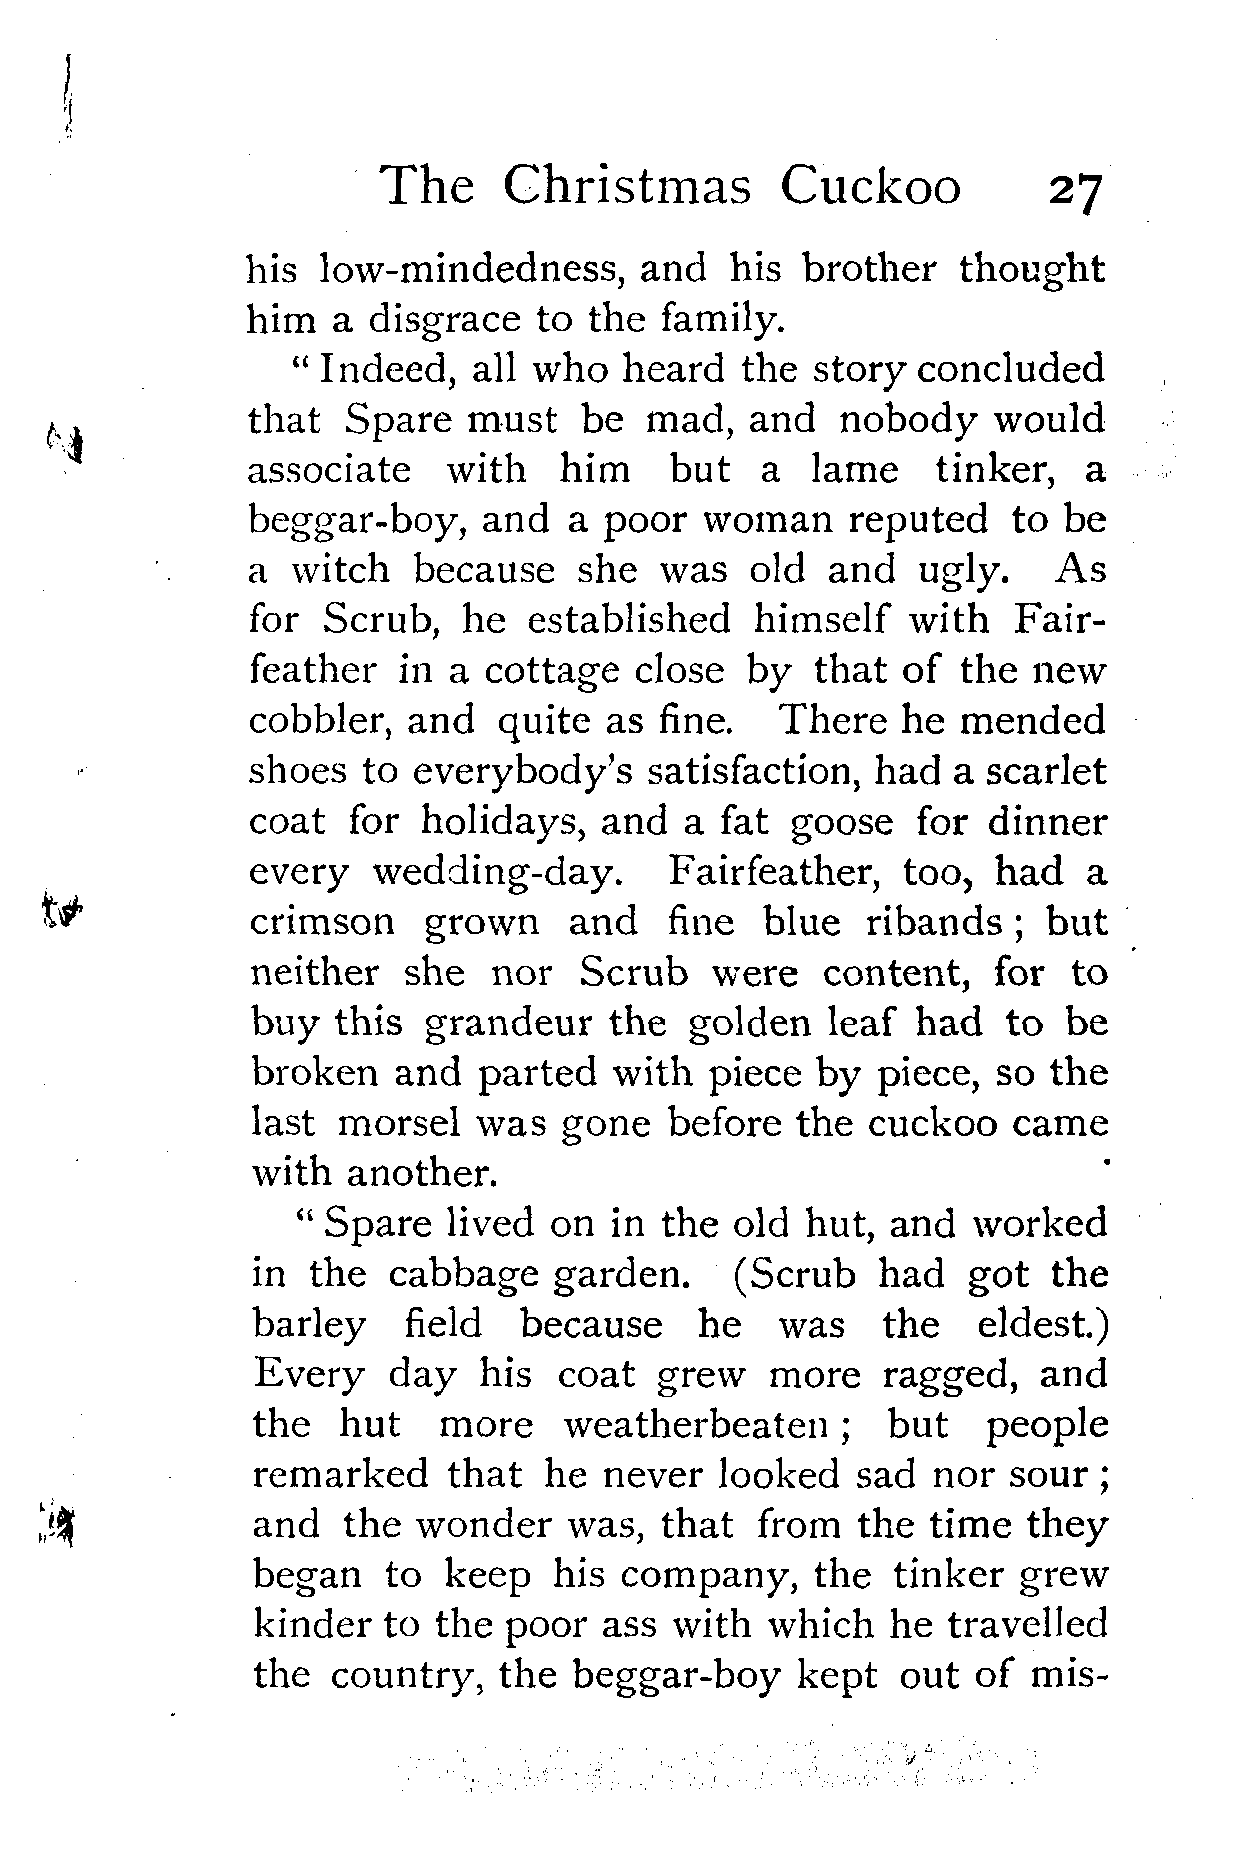 The Christmas Cuckoo 27
his low-mindedness, and his brother thought
him a disgrace to the family.
“ Indeed, all who heard the story concluded
that Spare must be mad, and nobody would
associate with him but a lame tinker, a
beggar-boy, and a poor woman reputed to be
a witch because she was old and ugly. As
for Scrub, he established himself with Fair-
feather in a cottage close by that of the new
cobbler, and quite as fine. There he mended
shoes to everybody's satisfaction, had a scarlet
coat for holidays, and a fat goose for dinner
every wedding-day. Fairfeather, too, had a
crimson grown and fine blue ribands ; but
neither she nor Scrub were content, for to
buy this grandeur the golden leaf had to be
broken and parted with piece by piece, so the
last morsel was gone before the cuckoo came
with another.
“ Spare lived on in the old hut, and worked
in the cabbage garden. (Scrub had got the
barley field because he was the eldest.)
Every day his coat grew more ragged, and
the hut more weatherbeaten ; but people
remarked that he never looked sad nor sour ;
and the wonder was, that from the time they
began to keep his company, the tinker grew
kinder to the poor ass with which he travelled
the country, the beggar-boy kept out of mis-